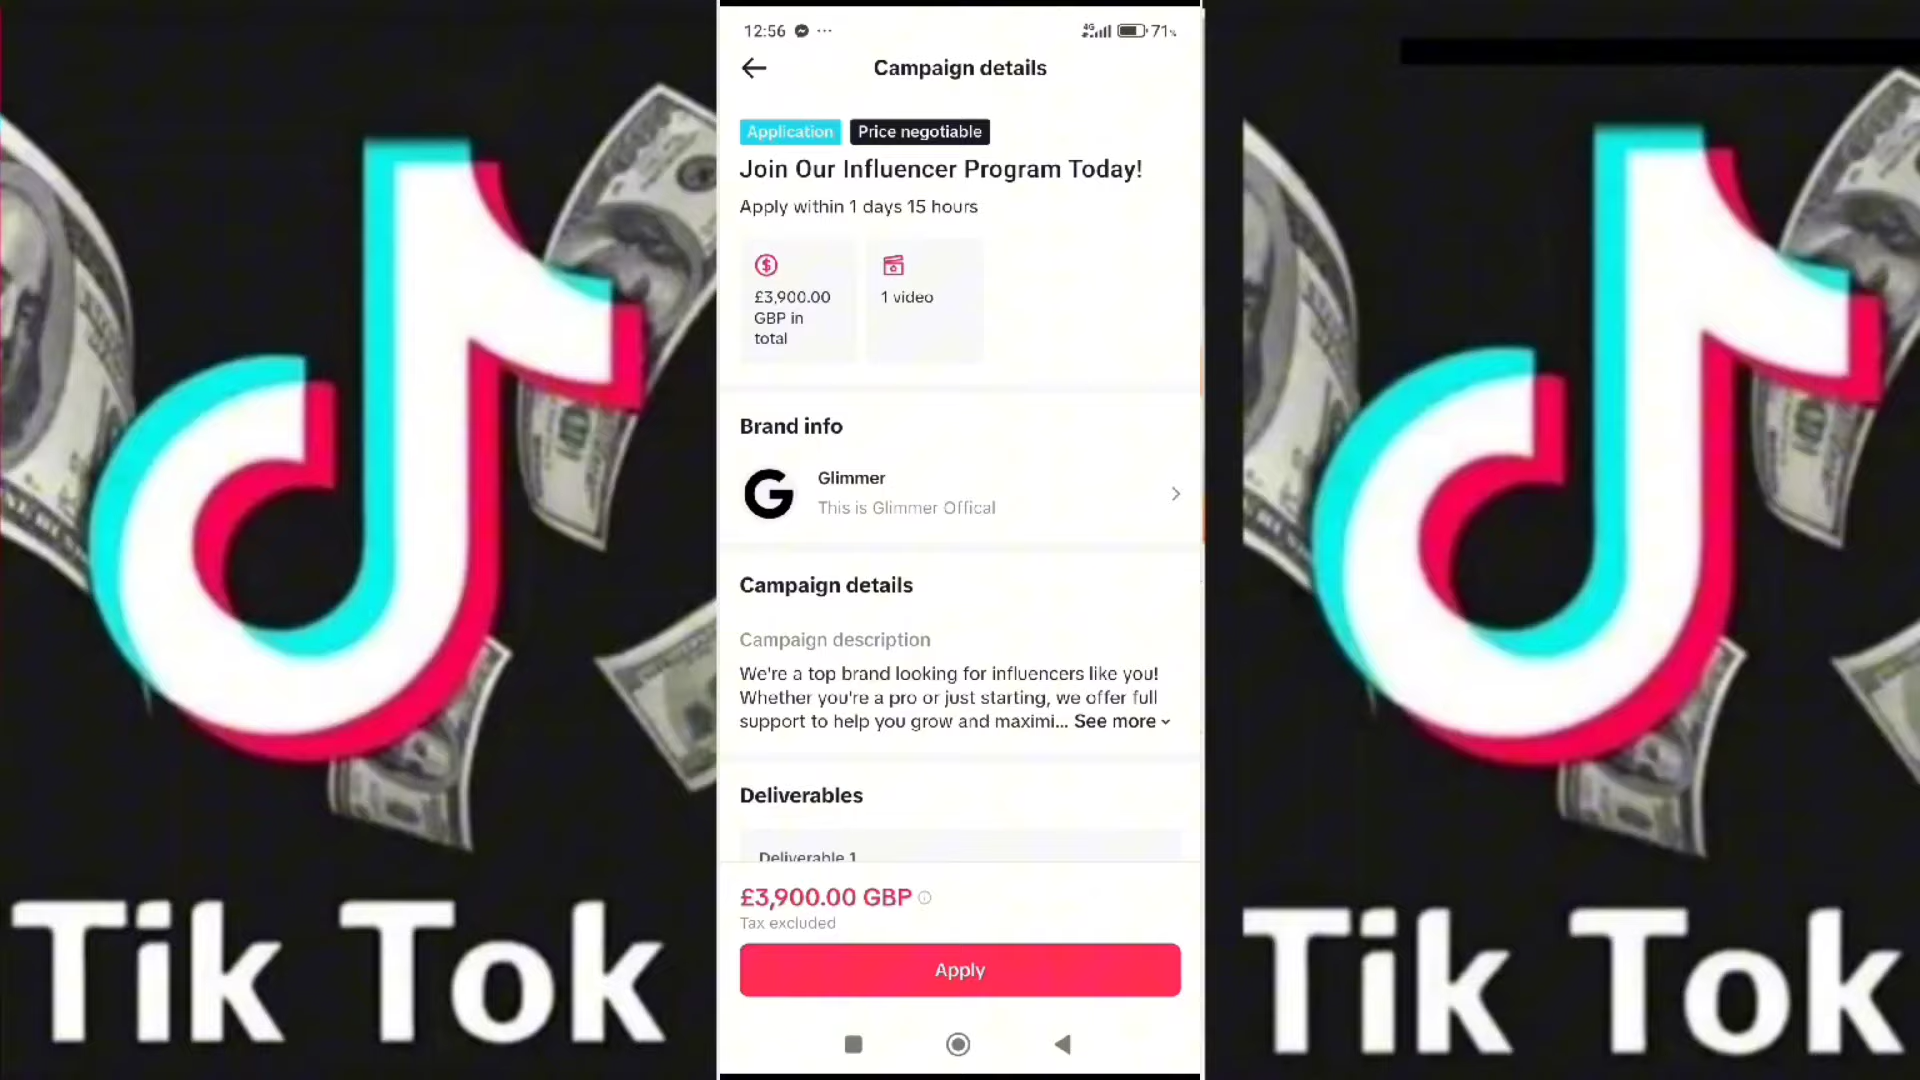 12:56
4G 71%
Campaign details
Application Price negotiable
Join Our Influencer Program Today!
Apply within 1 days 15 hours
£3,900.00
GBP in
total
1 video
Brand info
G
Glimmer
This is Glimmer Offical
Campaign details
Campaign description
We're a top brand looking for influencers like you!
Whether you're a pro or just starting, we offer full
support to help you grow and maximi... See more
Deliverables
Deliverable 1
£3,900.00 GBP
Tax excluded
Apply
Tik Tok
Tik Tok